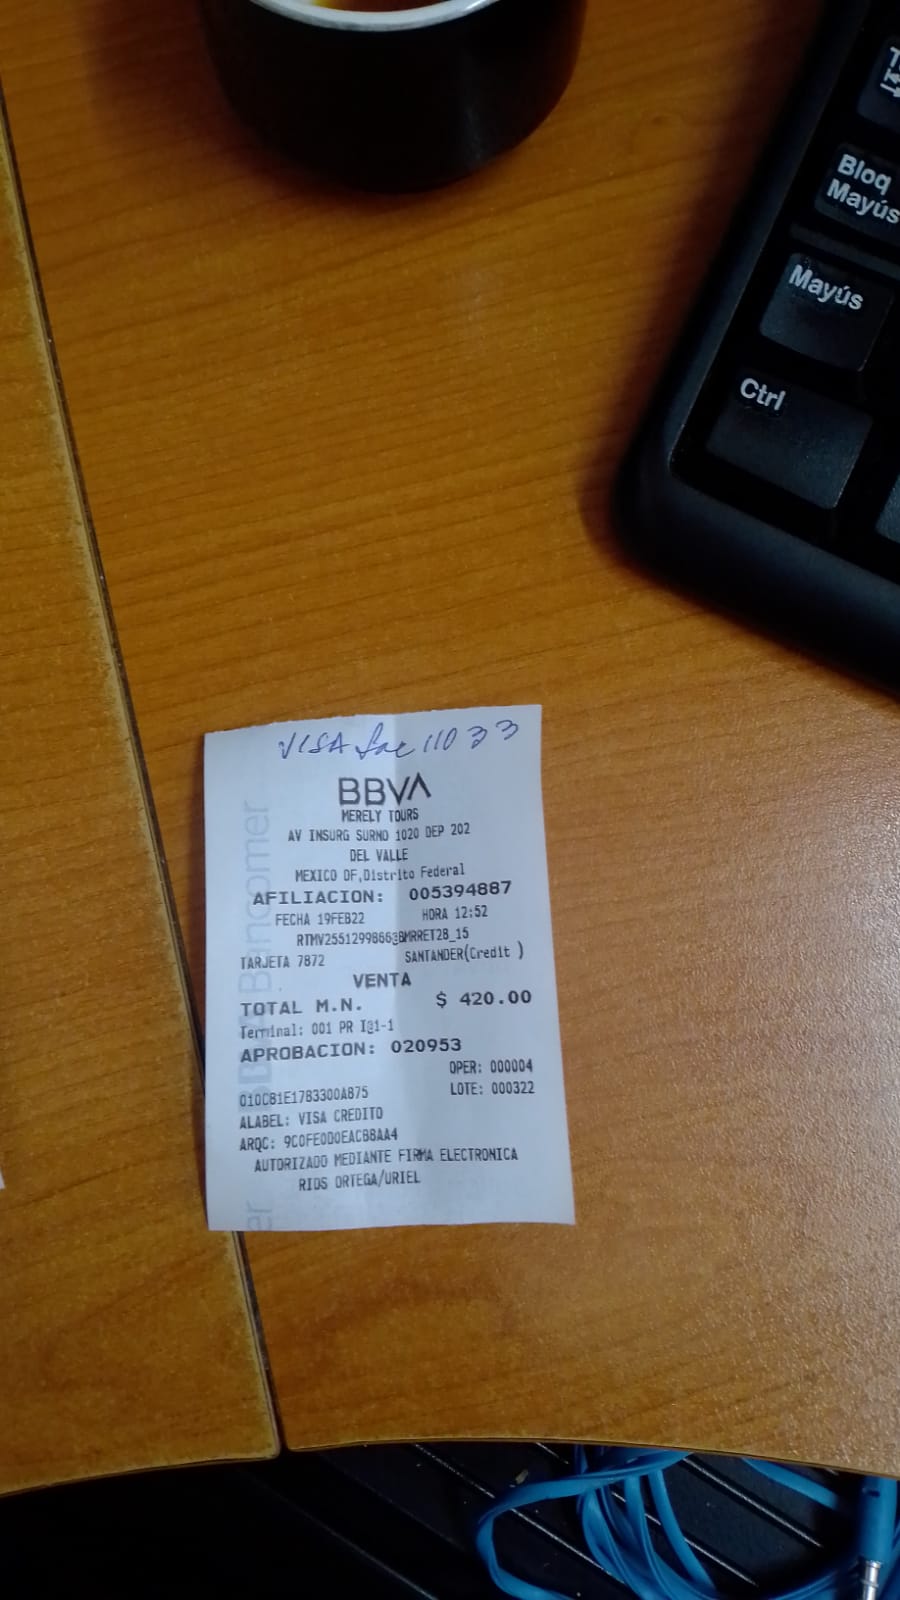 Bloq
Mayús
Mayús
Ctrl
VISA fac 11033
BBVA
MERELY TOURS
AV INSURG SURNO 1020 DEP 202
DEL VALLE
MEXICO DF,Distrito Federal
AFILIACION: 005394887
FECHA 19FEB22 HORA 12:52
RTMV2551299866@BMRRET28_15
TARJETA 7872 SANTANDER(Credit )
VENTA
TOTAL M.N. $ 420.00
Terminal: 001 PR I@1-1
APROBACION: 020953
OPER: 000004
010C81E1783300A875 LOTE: 000322
ALABEL: VISA CREDITO
ARQC: 9C0FE0D0EACB8AA4
AUTORIZADO MEDIANTE FIRMA ELECTRONICA
RIOS ORTEGA/URIEL
Bancomer